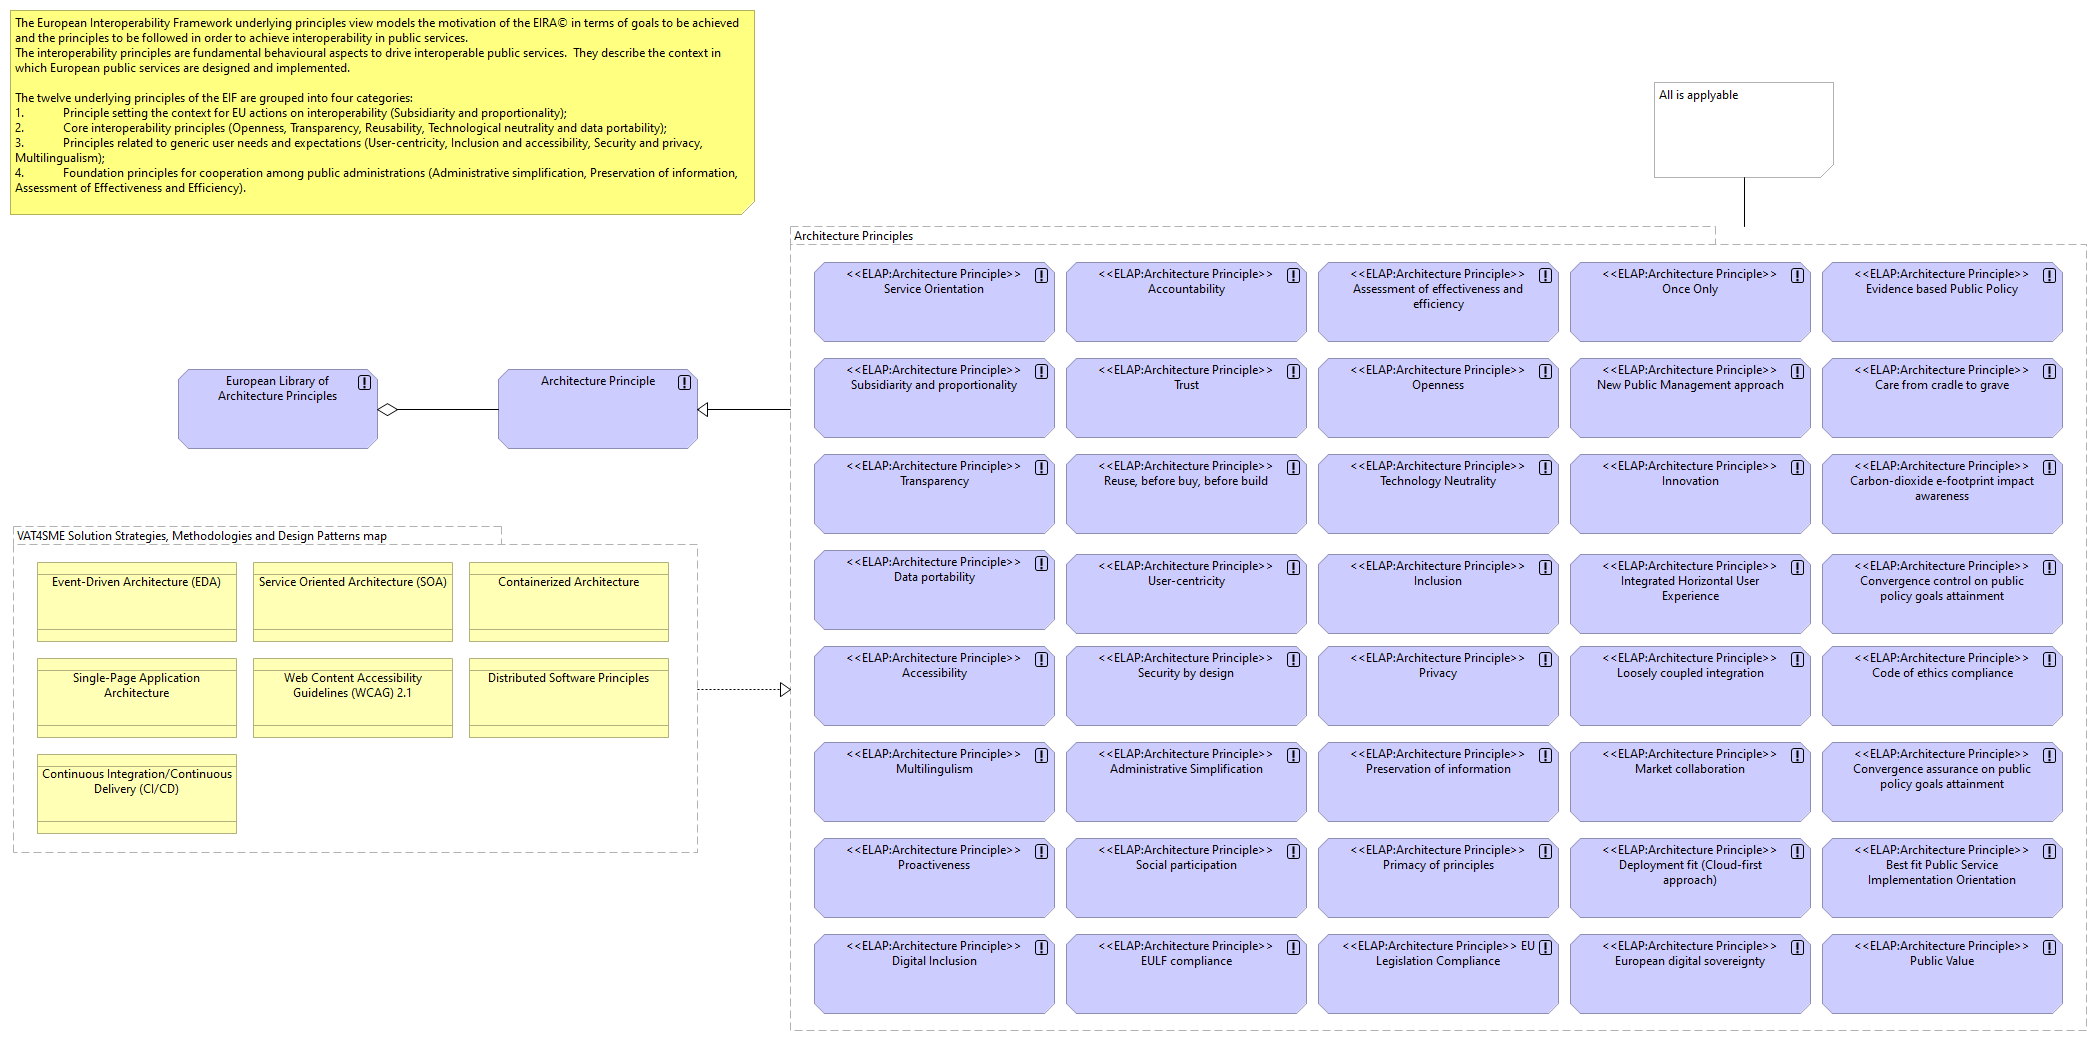 The European Interoperability Framework underlying principles view models the motivation of the EIRA© in terms of goals to be achieved
and the principles to be followed in order to achieve interoperability in public services.
The interoperability principles are fundamental behavioural aspects to drive interoperable public services.  They describe the context in
which European public services are designed and implemented.
The twelve underlying principles of the EIF are grouped into four categories:
1. Principle setting the context for EU actions on interoperability (Subsidiarity and proportionality);
2. Core interoperability principles (Openness, Transparency, Reusability, Technological neutrality and data portability);
3. Principles related to generic user needs and expectations (User-centricity, Inclusion and accessibility, Security and privacy,
Multilingualism);
4. Foundation principles for cooperation among public administrations (Administrative simplification, Preservation of information,
Assessment of Effectiveness and Efficiency).
All is applyable
European Library of
Architecture Principles
Architecture Principle
VAT4SME Solution Strategies, Methodologies and Design Patterns map
Event-Driven Architecture (EDA)
Service Oriented Architecture (SOA)
Containerized Architecture
Single-Page Application
Architecture
Web Content Accessibility
Guidelines (WCAG) 2.1
Distributed Software Principles
Continuous Integration/Continuous
Delivery (CI/CD)
Architecture Principles
<<ELAP:Architecture Principle>>
Service Orientation
<<ELAP:Architecture Principle>>
Accountability
<<ELAP:Architecture Principle>>
Assessment of effectiveness and
efficiency
<<ELAP:Architecture Principle>>
Once Only
<<ELAP:Architecture Principle>>
Evidence based Public Policy
<<ELAP:Architecture Principle>>
Subsidiarity and proportionality
<<ELAP:Architecture Principle>>
Trust
<<ELAP:Architecture Principle>>
Openness
<<ELAP:Architecture Principle>>
New Public Management approach
<<ELAP:Architecture Principle>>
Care from cradle to grave
<<ELAP:Architecture Principle>>
Transparency
<<ELAP:Architecture Principle>>
Reuse, before buy, before build
<<ELAP:Architecture Principle>>
Technology Neutrality
<<ELAP:Architecture Principle>>
Innovation
<<ELAP:Architecture Principle>>
Carbon-dioxide e-footprint impact
awareness
<<ELAP:Architecture Principle>>
Data portability
<<ELAP:Architecture Principle>>
User-centricity
<<ELAP:Architecture Principle>>
Inclusion
<<ELAP:Architecture Principle>>
Integrated Horizontal User
Experience
<<ELAP:Architecture Principle>>
Convergence control on public
policy goals attainment
<<ELAP:Architecture Principle>>
Accessibility
<<ELAP:Architecture Principle>>
Security by design
<<ELAP:Architecture Principle>>
Privacy
<<ELAP:Architecture Principle>>
Loosely coupled integration
<<ELAP:Architecture Principle>>
Code of ethics compliance
<<ELAP:Architecture Principle>>
Multilingulism
<<ELAP:Architecture Principle>>
Administrative Simplification
<<ELAP:Architecture Principle>>
Preservation of information
<<ELAP:Architecture Principle>>
Market collaboration
<<ELAP:Architecture Principle>>
Convergence assurance on public
policy goals attainment
<<ELAP:Architecture Principle>>
Proactiveness
<<ELAP:Architecture Principle>>
Social participation
<<ELAP:Architecture Principle>>
Primacy of principles
<<ELAP:Architecture Principle>>
Deployment fit (Cloud-first
approach)
<<ELAP:Architecture Principle>>
Best fit Public Service
Implementation Orientation
<<ELAP:Architecture Principle>>
Digital Inclusion
<<ELAP:Architecture Principle>>
EULF compliance
<<ELAP:Architecture Principle>> EU
Legislation Compliance
<<ELAP:Architecture Principle>>
European digital sovereignty
<<ELAP:Architecture Principle>>
Public Value